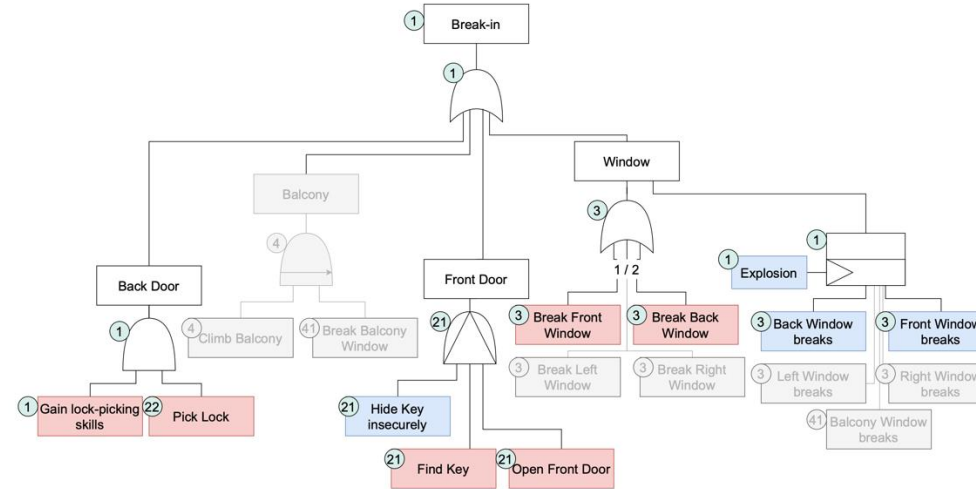 1 Break-in
1
Window
Balcony
3
4
1
1 Explosion
1 / 2
Back Door
Front Door
1
21
4 Climb Balcony
41 Break Balcony
Window
3 Break Front
Window
3 Break Back
Window
3 Back Window
breaks
3 Front Window
breaks
3 Break Left
Window
3 Break Right
Window
3 Left Window
breaks
3 Right Window
breaks
1 Gain lock-picking
skills
22 Pick Lock
21 Hide Key
insecurely
41 Balcony Window
breaks
21 Find Key
21 Open Front Door